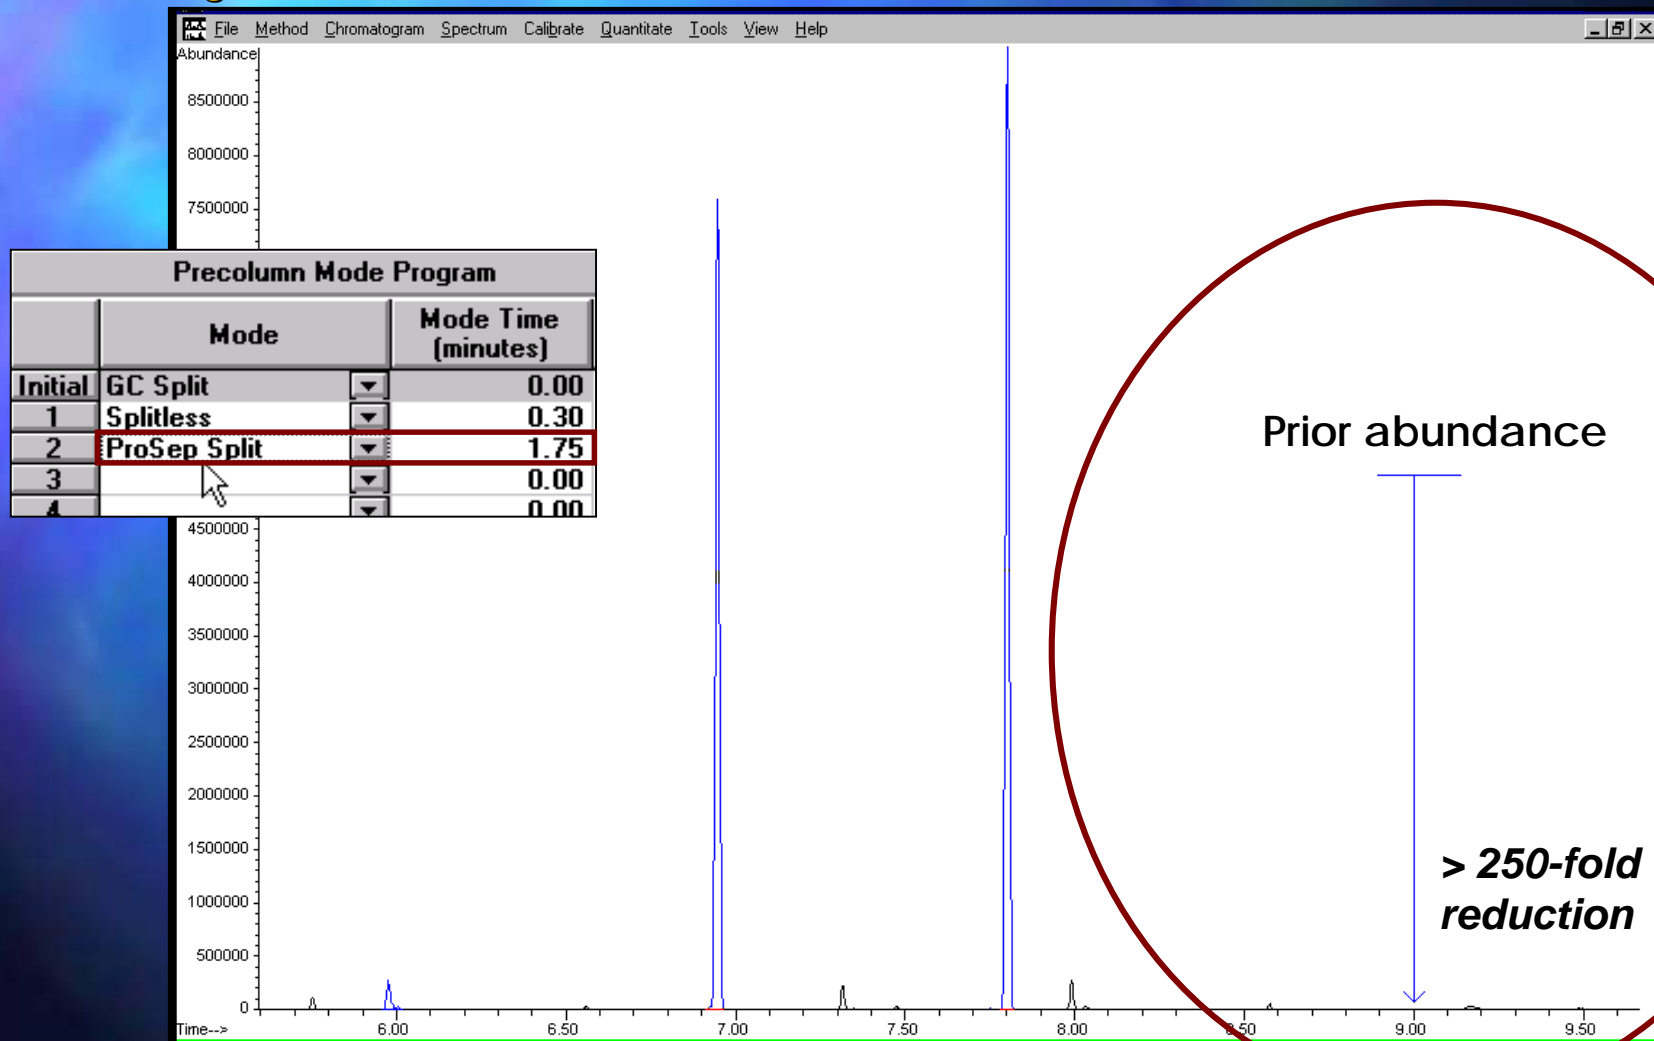 File Method Chromatogram Spectrum Calibrate Quantitate Tools View Help
Abundance
8500000
8000000
7500000
Precolumn Mode Program
Mode Mode Time (minutes)
Initial GC Split 0.00
1 Splitless 0.30
2 ProSep Split 1.75
3 0.00
4 0.00
4500000
4000000
3500000
3000000
2500000
2000000
1500000
1000000
500000
0
Time-->
6.00 6.50 7.00 7.50 8.00 8.50 9.00 9.50
Prior abundance
> 250-fold
reduction